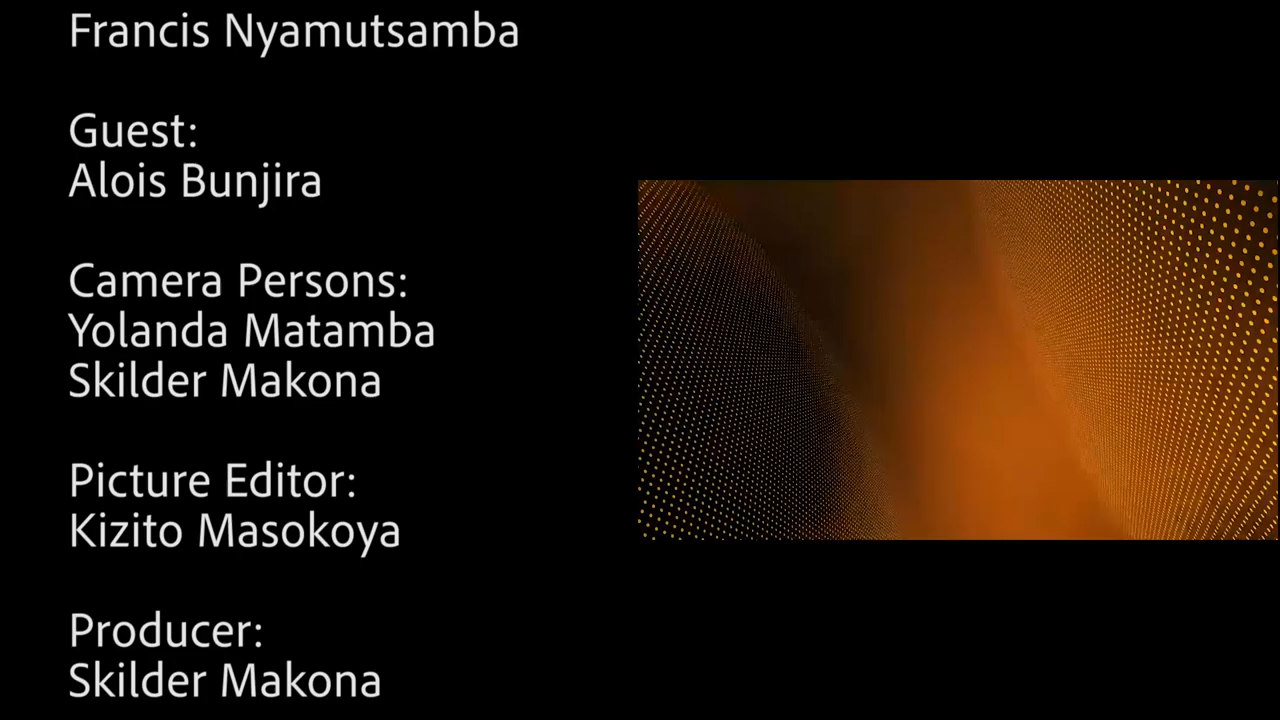 Francis Nyamutsamba
Guest:
Alois Bunjira
Camera Persons:
Yolanda Matamba
Skilder Makona
Picture Editor:
Kizito Masokoya
Producer:
Skilder Makona